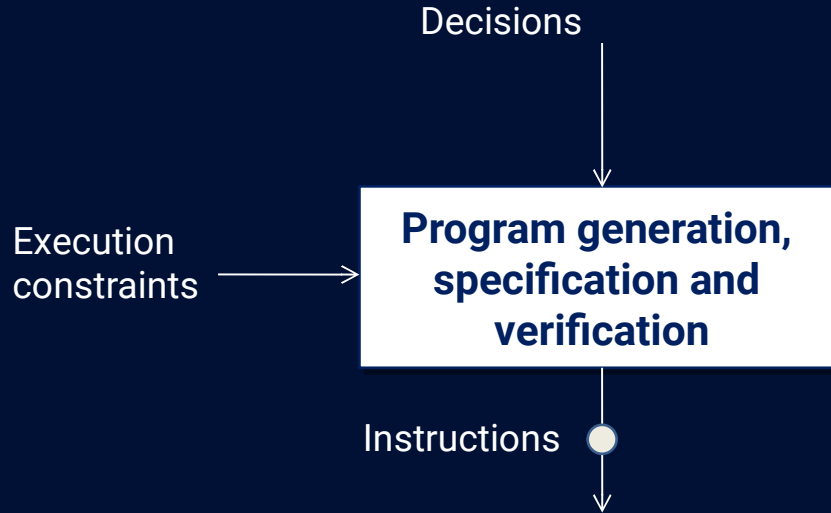 Decisions
Execution
constraints
Program generation,
specification and
verification
Instructions